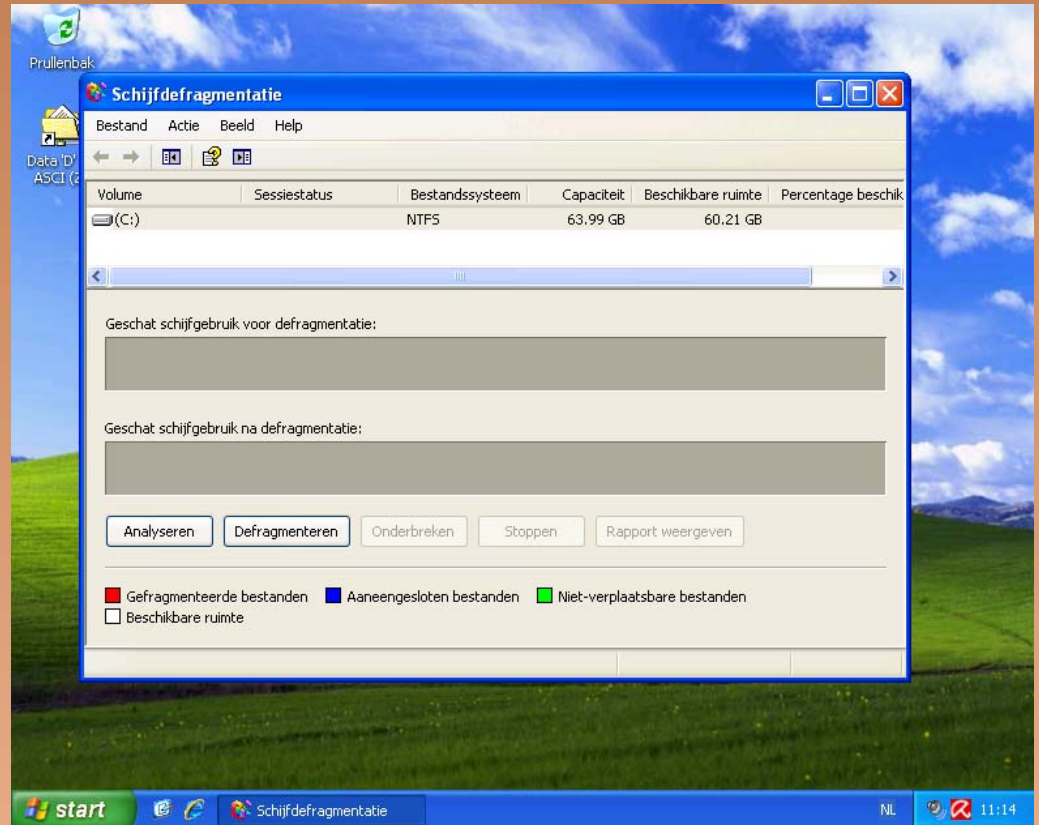 Prullenbak
Data 'D'
ASCI (Z
Schijfdefragmentatie
Bestand Actie Beeld Help
Volume Sessiestatus Bestandssysteem Capaciteit Beschikbare ruimte Percentage beschik
(C:) NTFS 63.99 GB 60.21 GB
Geschat schijfgebruik voor defragmentatie:
Geschat schijfgebruik na defragmentatie:
Analyseren Defragmenteren Onderbreken Stoppen Rapport weergeven
Gefragmenteerde bestanden Aaneengesloten bestanden Niet-verplaatsbare bestanden
Beschikbare ruimte
start Schijfdefragmentatie NL 11:14